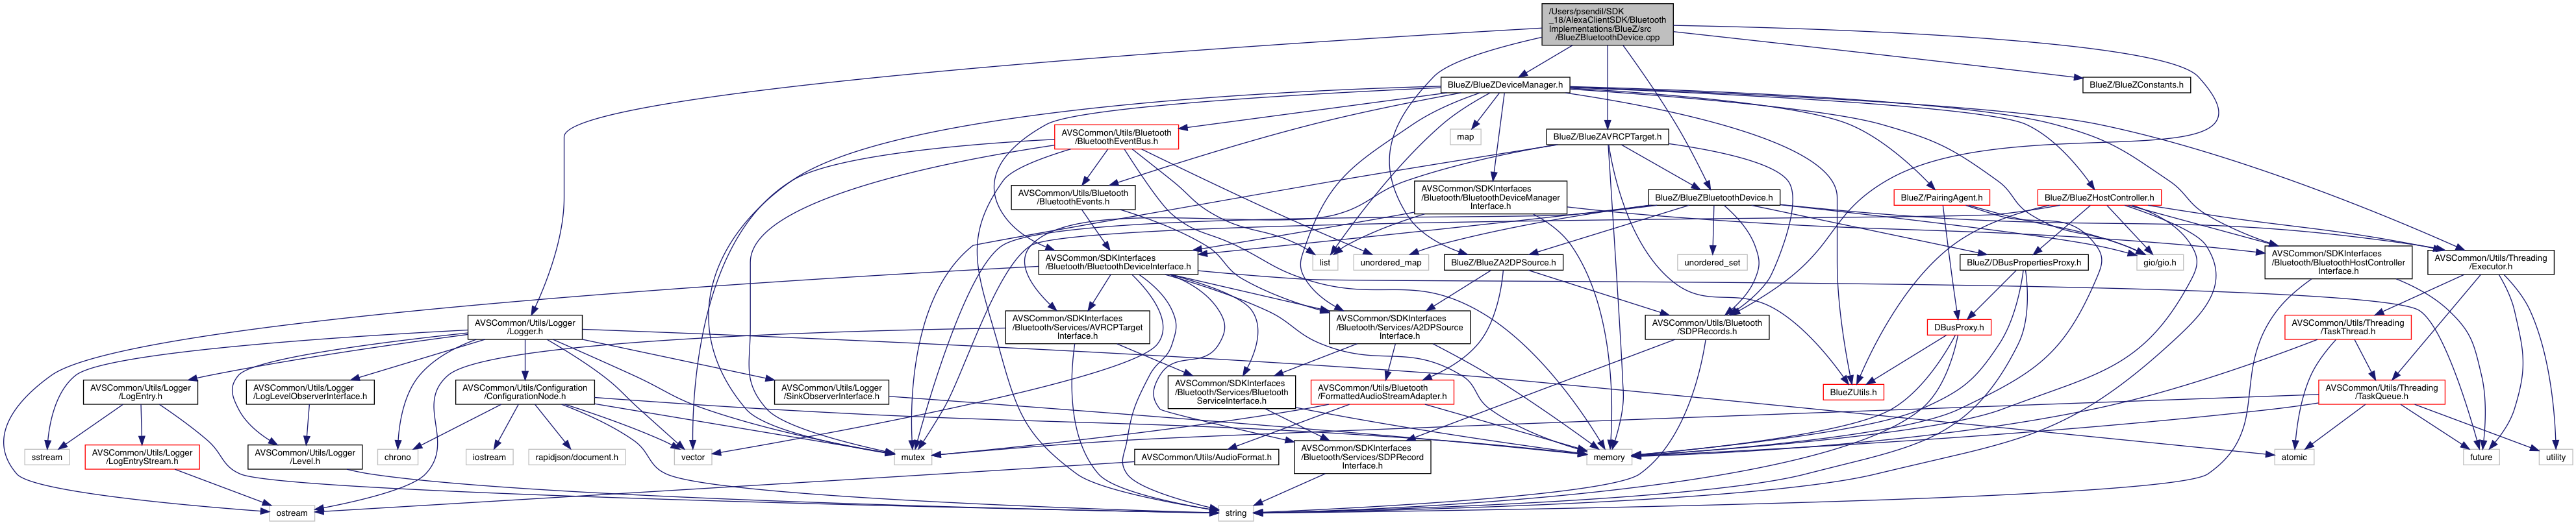 /Users/psendil/SDK
_18/AlexaClientSDK/Bluetooth
Implementations/BlueZ/src
/BlueZBluetoothDevice.cpp
BlueZ/BlueZDeviceManager.h
BlueZ/BlueZConstants.h
AVSCommon/Utils/Bluetooth
/BluetoothEventBus.h
map
BlueZ/BlueZAVRCPTarget.h
AVSCommon/Utils/Bluetooth
/BluetoothEvents.h
AVSCommon/SDKInterfaces
/Bluetooth/BluetoothDeviceManager
Interface.h
BlueZ/BlueZBluetoothDevice.h
BlueZ/PairingAgent.h
BlueZ/BlueZHostController.h
AVSCommon/SDKInterfaces
/Bluetooth/BluetoothDeviceInterface.h
list
unordered_map
BlueZ/BlueZA2DPSource.h
unordered_set
BlueZ/DBusPropertiesProxy.h
gio/gio.h
AVSCommon/SDKInterfaces
/Bluetooth/BluetoothHostController
Interface.h
AVSCommon/Utils/Threading
/Executor.h
AVSCommon/Utils/Logger
/Logger.h
AVSCommon/SDKInterfaces
/Bluetooth/Services/AVRCPTarget
Interface.h
AVSCommon/SDKInterfaces
/Bluetooth/Services/A2DPSource
Interface.h
AVSCommon/Utils/Bluetooth
/SDPRecords.h
DBusProxy.h
AVSCommon/Utils/Threading
/TaskThread.h
AVSCommon/Utils/Logger
/LogEntry.h
AVSCommon/Utils/Logger
/LogLevelObserverInterface.h
AVSCommon/Utils/Configuration
/ConfigurationNode.h
AVSCommon/Utils/Logger
/SinkObserverInterface.h
AVSCommon/SDKInterfaces
/Bluetooth/Services/Bluetooth
ServiceInterface.h
AVSCommon/Utils/Bluetooth
/FormattedAudioStreamAdapter.h
BlueZUtils.h
AVSCommon/Utils/Threading
/TaskQueue.h
sstream
AVSCommon/Utils/Logger
/LogEntryStream.h
AVSCommon/Utils/Logger
/Level.h
chrono
iostream
rapidjson/document.h
vector
mutex
AVSCommon/Utils/AudioFormat.h
AVSCommon/SDKInterfaces
/Bluetooth/Services/SDPRecord
Interface.h
memory
atomic
future
utility
ostream
string